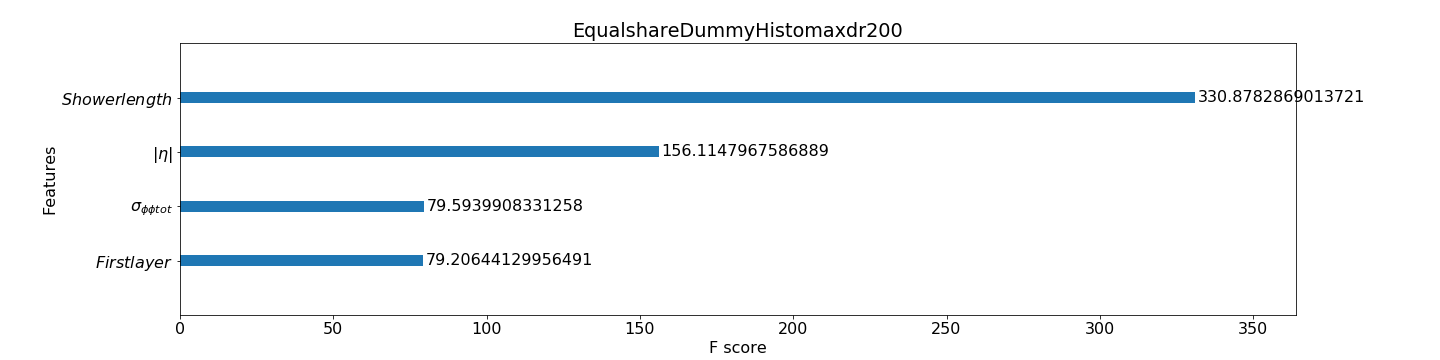 EqualshareDummyHistomaxdr200
Features
Showerlength 330.8782869013721
|η| 156.1147967586889
σϕϕtot 79.5939908331258
Firstlayer 79.20644129956491
0 50 100 150 200 250 300 350
F score